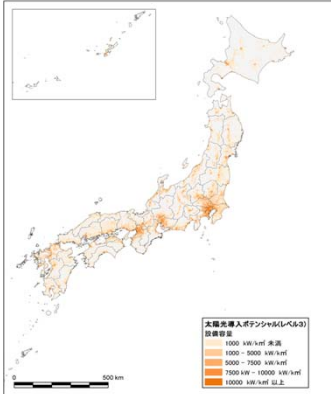 太陽光導入ポテンシャル(レベル3)
設備容量
1000 kW/k㎡ 未満
1000 - 5000 kW/k㎡
5000 - 7500 kW/k㎡
7500 kW - 10000 kW/k㎡
10000 kW/k㎡ 以上
0 500 km